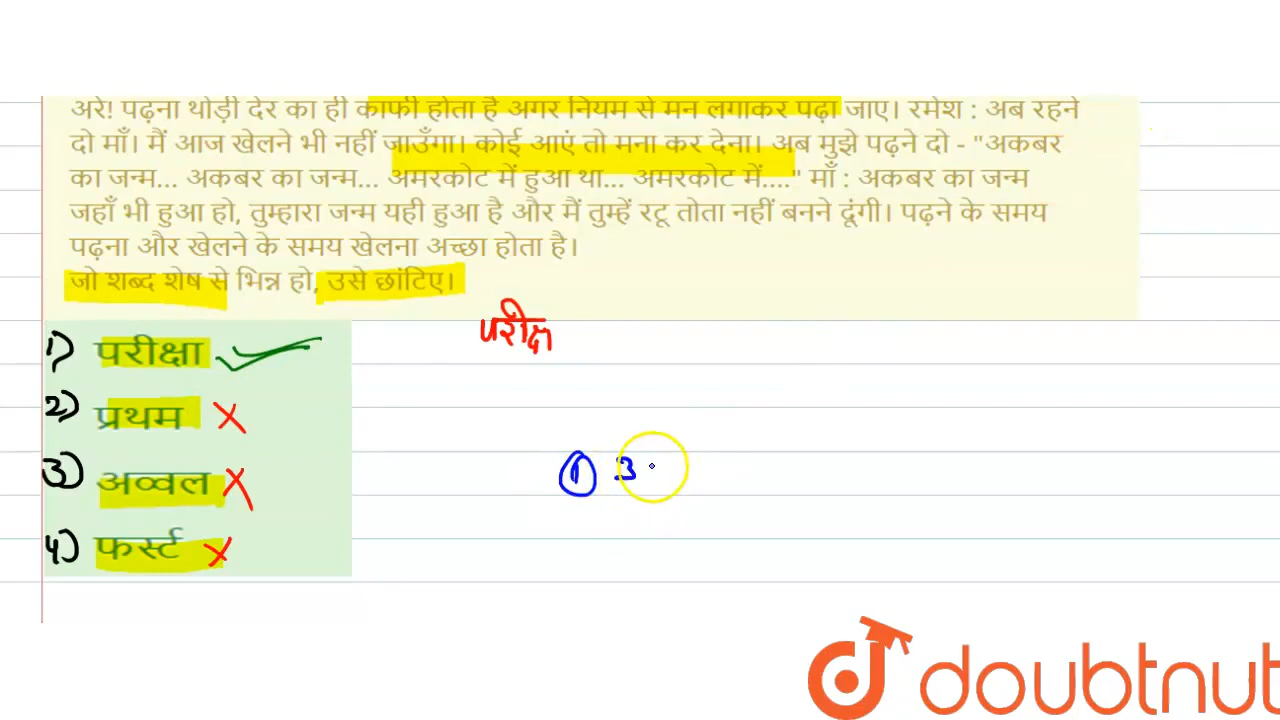 अरे! पढ़ना थोड़ी देर का ही काफी होता है अगर नियम से मन लगाकर पढ़ा जाए। रमेश : अब रहने
दो माँ। मैं आज खेलने भी नहीं जाउँगा। कोई आएं तो मना कर देना। अब मुझे पढ़ने दो - "अकबर
का जन्म... अकबर का जन्म... अमरकोट में हुआ था... अमरकोट में...." माँ : अकबर का जन्म
जहाँ भी हुआ हो, तुम्हारा जन्म यही हुआ है और मैं तुम्हें रटू तोता नहीं बनने दूंगी। पढ़ने के समय
पढ़ना और खेलने के समय खेलना अच्छा होता है।
जो शब्द शेष से भिन्न हो, उसे छांटिए।
परीक्षा
1) परीक्षा
2) प्रथम
3) अव्वल
4) फर्स्ट
1 3
doubtnut